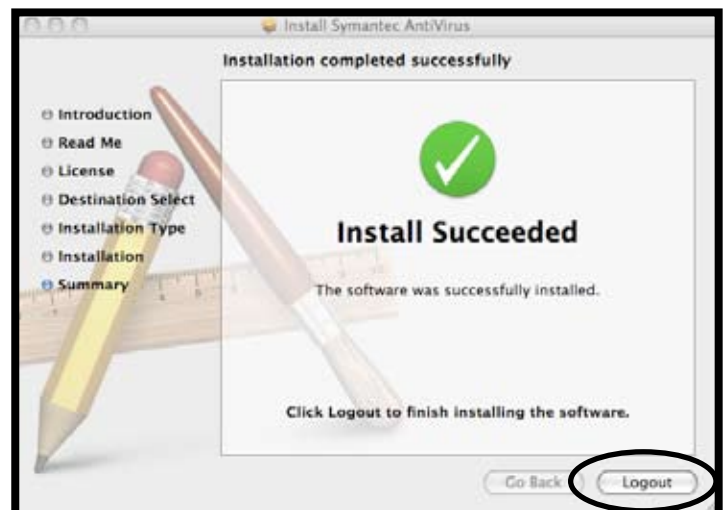 Install Symantec AntiVirus
Installation completed successfully
Introduction
Read Me
License
Destination Select
Installation Type
Installation
Summary
Install Succeeded
The software was successfully installed.
Click Logout to finish installing the software.
Go Back
Logout